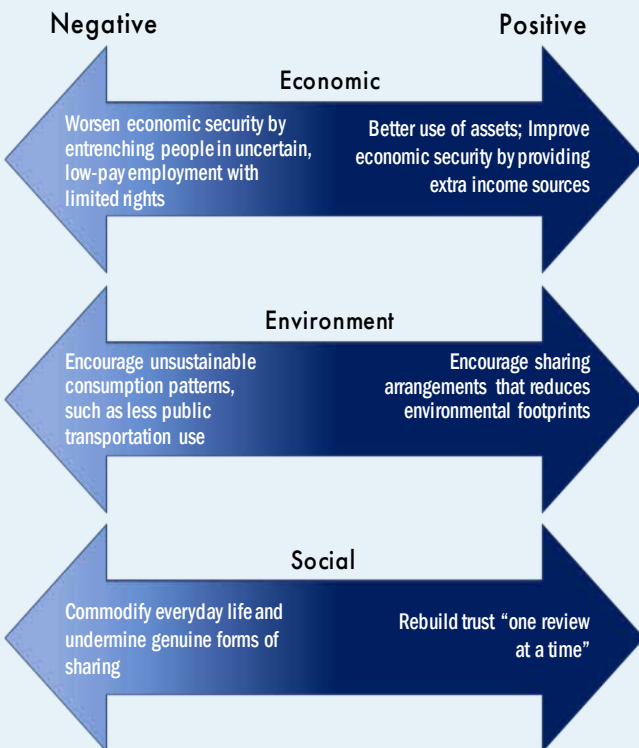 Negative
Positive
Economic
Worsen economic security by
entrenching people in uncertain,
low-pay employment with
limited rights
Better use of assets; Improve
economic security by providing
extra income sources
Environment
Encourage unsustainable
consumption patterns,
such as less public
transportation use
Encourage sharing
arrangements that reduces
environmental footprints
Social
Commodify everyday life and
undermine genuine forms of
sharing
Rebuild trust “one review
at a time”